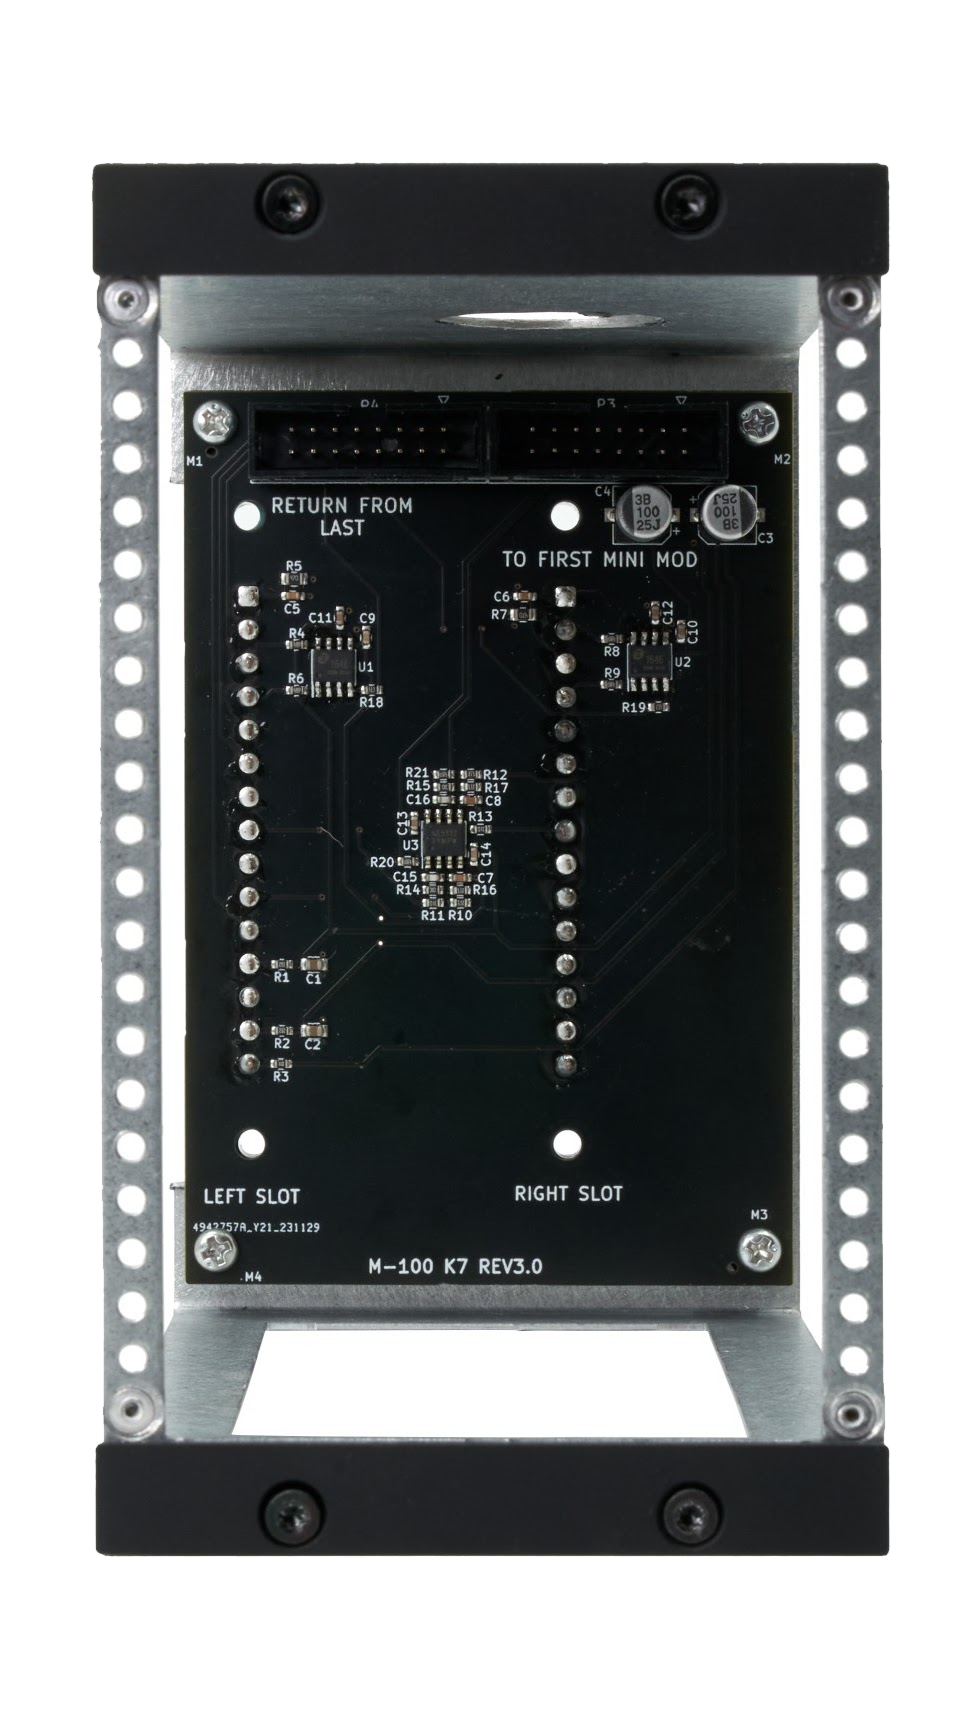 P4
P3
M1
M2
RETURN FROM
LAST
C4
3B
100
25J
+
+
3B
100
25J
C3
TO FIRST MINI MOD
R5
C5
C11
C9
R4
U1
R6
R18
C6
R7
C12
C10
R8
U2
R9
R19
R21
R12
R15
R17
C16
C8
C13
R13
U3
C14
R20
C15
C7
R14
R16
R11
R10
R1
C1
R2
C2
R3
LEFT SLOT
RIGHT SLOT
4942757A_Y21_231129
M3
M4
M-100 K7 REV3.0